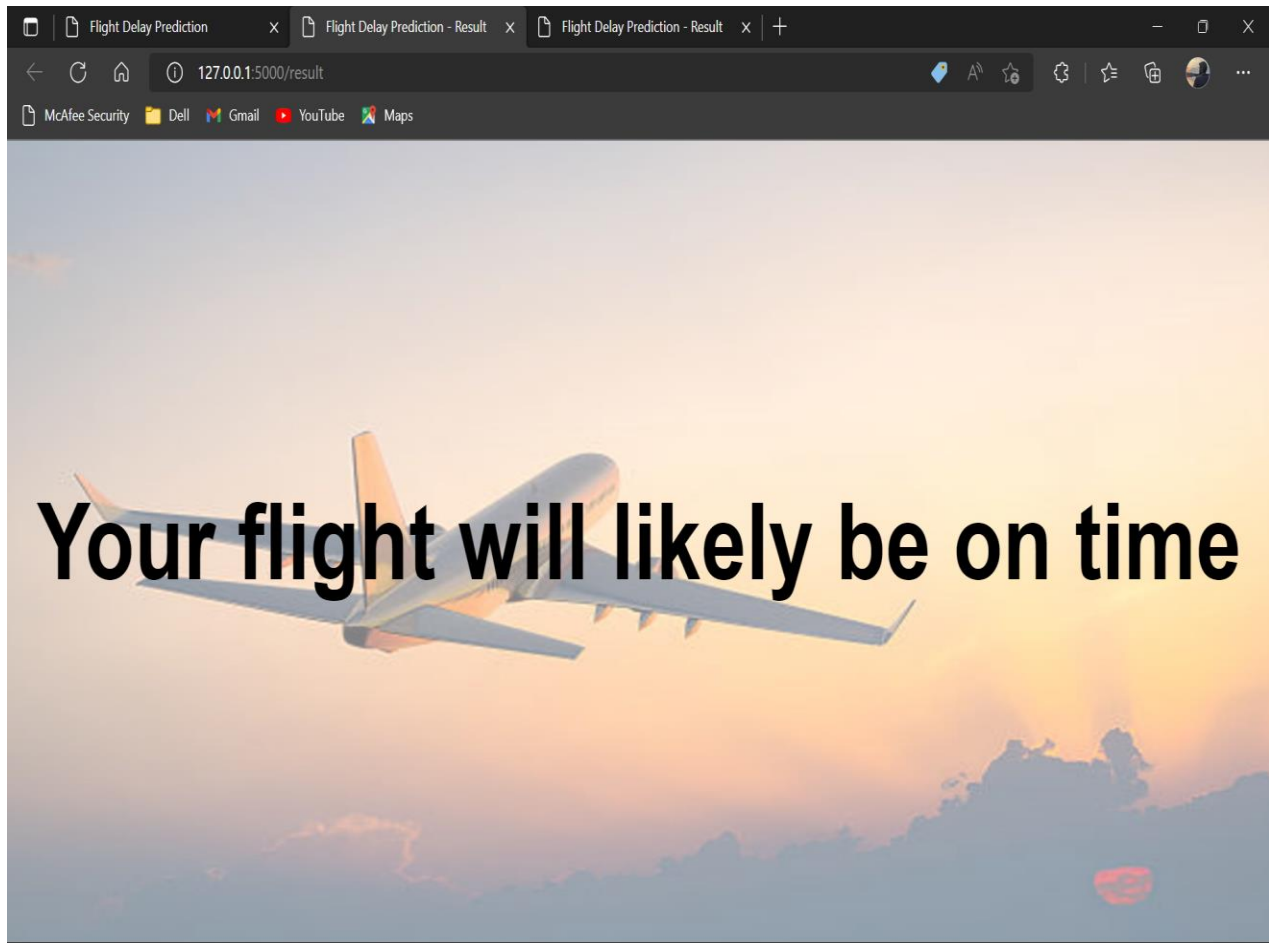 Flight Delay Prediction
Flight Delay Prediction - Result
Flight Delay Prediction - Result
127.0.0.1:5000/result
McAfee Security Dell Gmail YouTube Maps
Your flight will likely be on time